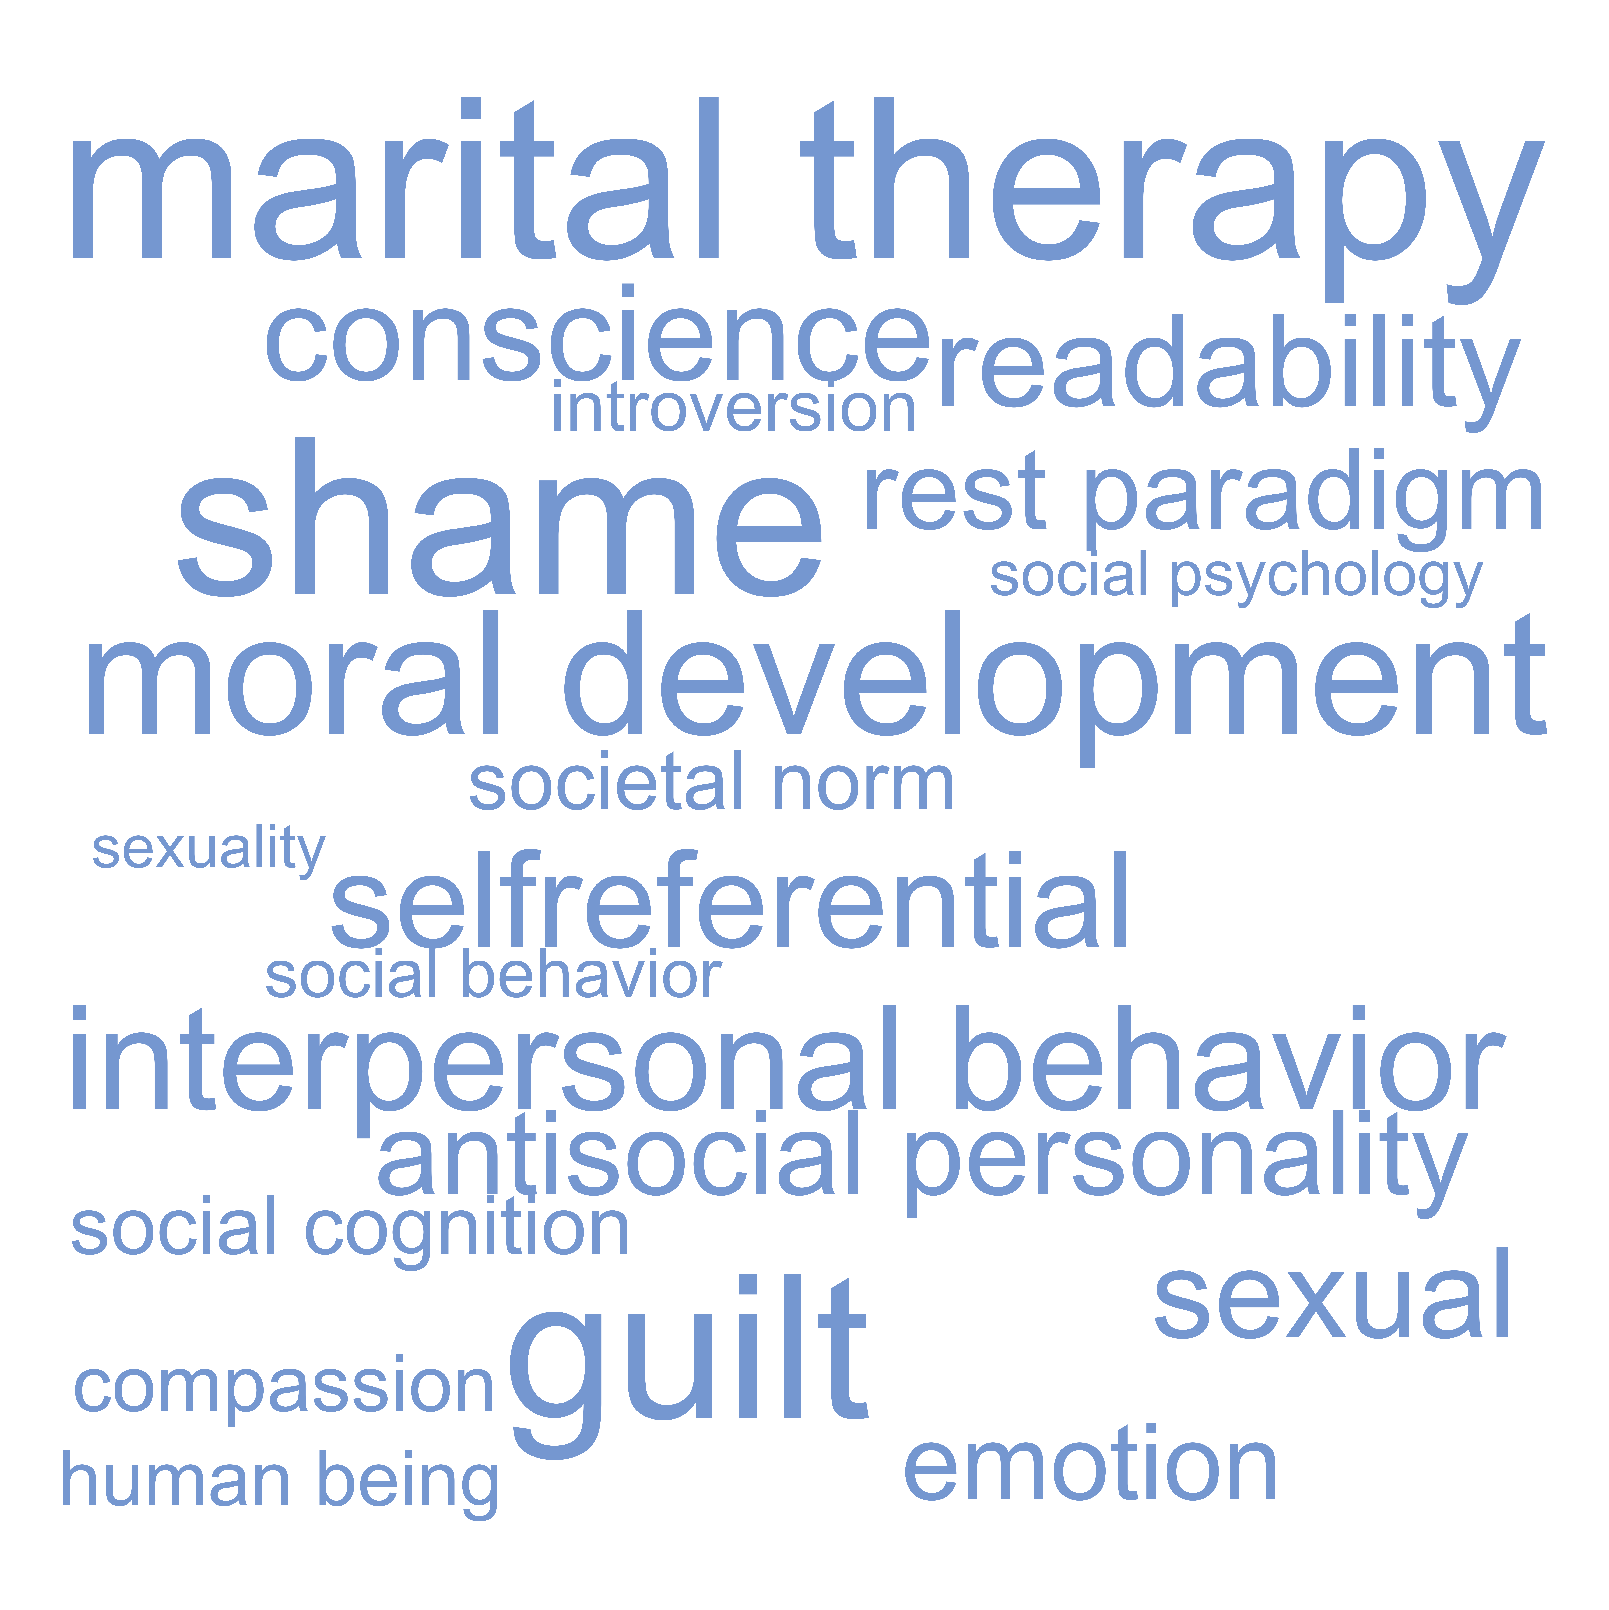 marital therapy
conscience
readability
introversion
shame
rest paradigm
social psychology
moral development
societal norm
sexuality
selfreferential
social behavior
interpersonal behavior
antisocial personality
social cognition
sexual
guilt
compassion
emotion
human being